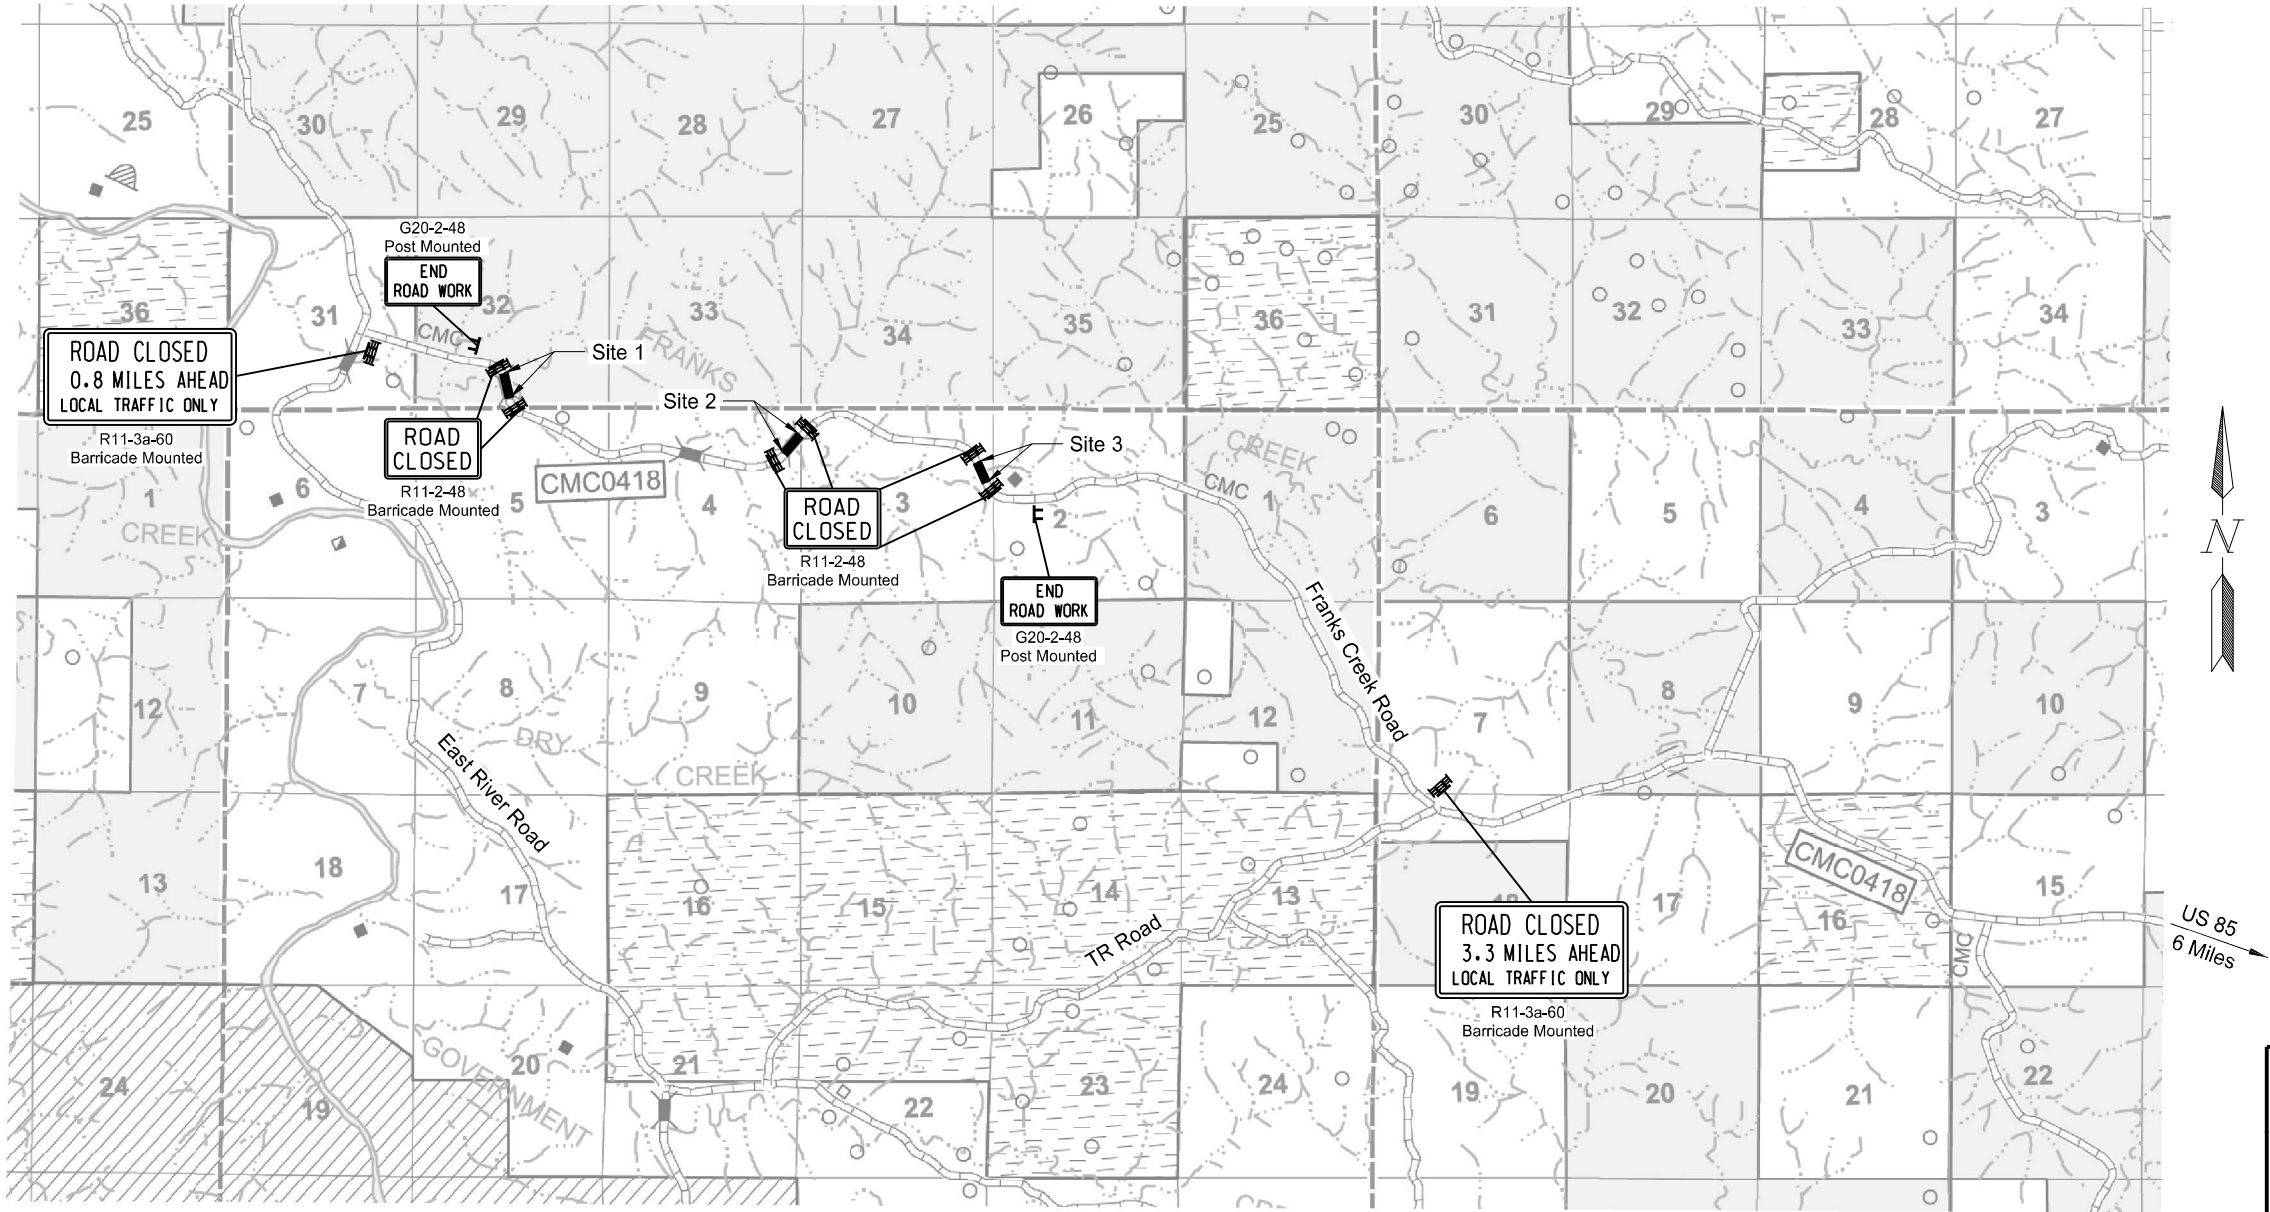 25
30
29
28
27
26
25
30
29
28
27
G20-2-48
Post Mounted
END
ROAD WORK
36
31
32
33
34
35
36
31
32
33
34
CMC
FRANKS
ROAD CLOSED
0.8 MILES AHEAD
LOCAL TRAFFIC ONLY
R11-3a-60
Barricade Mounted
Site 1
Site 2
Site 3
ROAD
CLOSED
R11-2-48
Barricade Mounted
CMC0418
ROAD
CLOSED
R11-2-48
Barricade Mounted
CREEK
CMC
1
6
5
4
3
2
1
6
5
4
3
CREEK
END
ROAD WORK
G20-2-48
Post Mounted
Franks Creek Road
N
12
7
8
9
10
11
12
7
8
9
10
DRY
CREEK
East River Road
13
18
17
16
15
14
13
18
17
16
15
CMC0418
TR Road
CMC
US 85
6 Miles
ROAD CLOSED
3.3 MILES AHEAD
LOCAL TRAFFIC ONLY
R11-3a-60
Barricade Mounted
24
19
20
21
22
23
24
19
20
21
22
GOVERNMENT